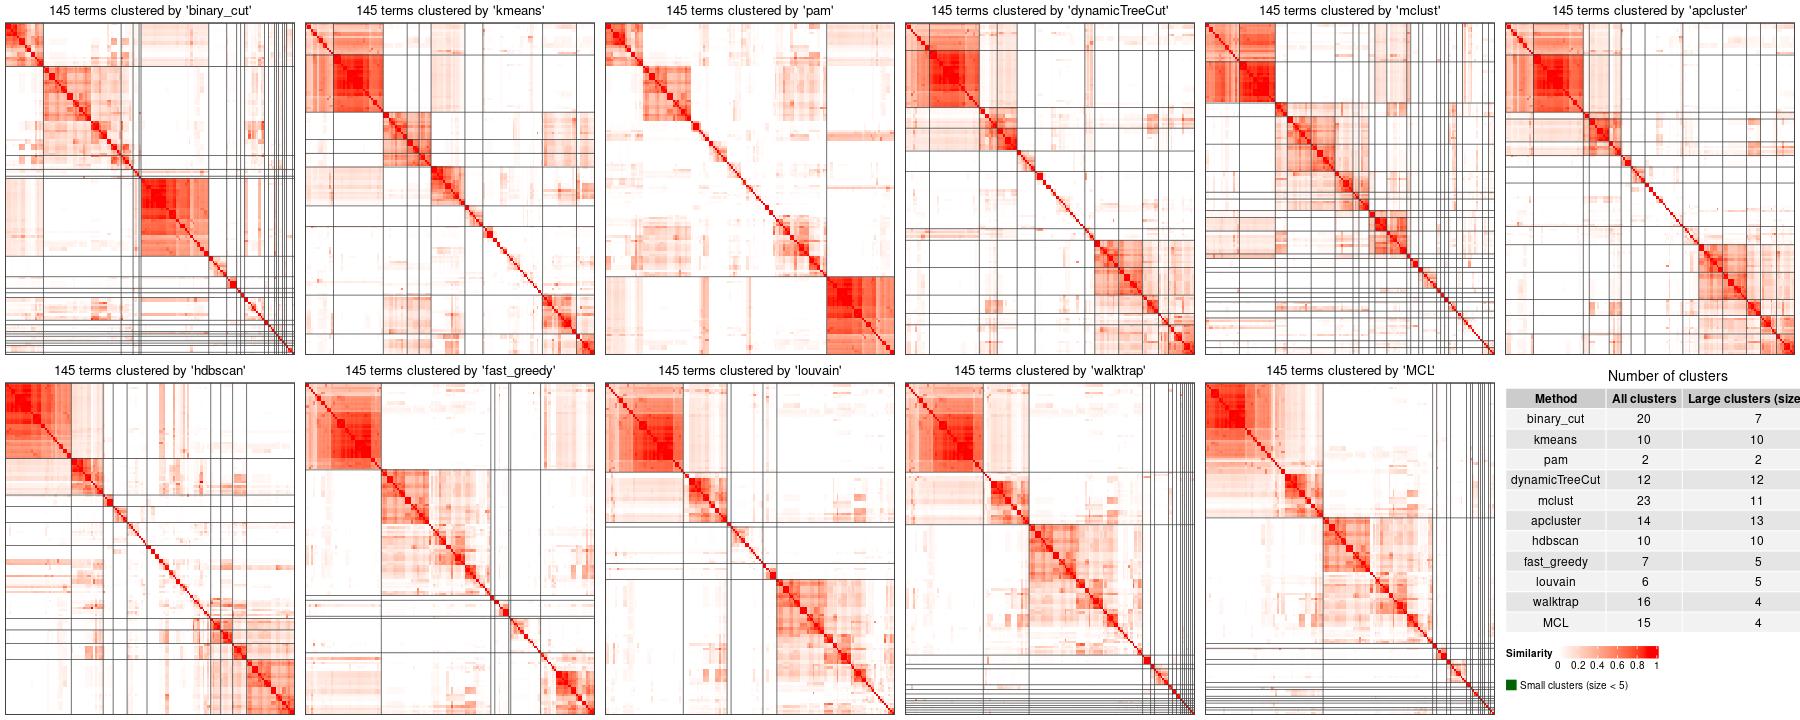 145 terms clustered by 'binary_cut'
145 terms clustered by 'kmeans'
145 terms clustered by 'pam'
145 terms clustered by 'dynamicTreeCut'
145 terms clustered by 'mclust'
145 terms clustered by 'apcluster'
145 terms clustered by 'hdbscan'
145 terms clustered by 'fast_greedy'
145 terms clustered by 'louvain'
145 terms clustered by 'walktrap'
145 terms clustered by 'MCL'
Number of clusters
Method All clusters Large clusters (size
binary_cut 20 7
kmeans 10 10
pam 2 2
dynamicTreeCut 12 12
mclust 23 11
apcluster 14 13
hdbscan 10 10
fast_greedy 7 5
louvain 6 5
walktrap 16 4
MCL 15 4
Similarity
0 0.2 0.4 0.6 0.8 1
Small clusters (size < 5)